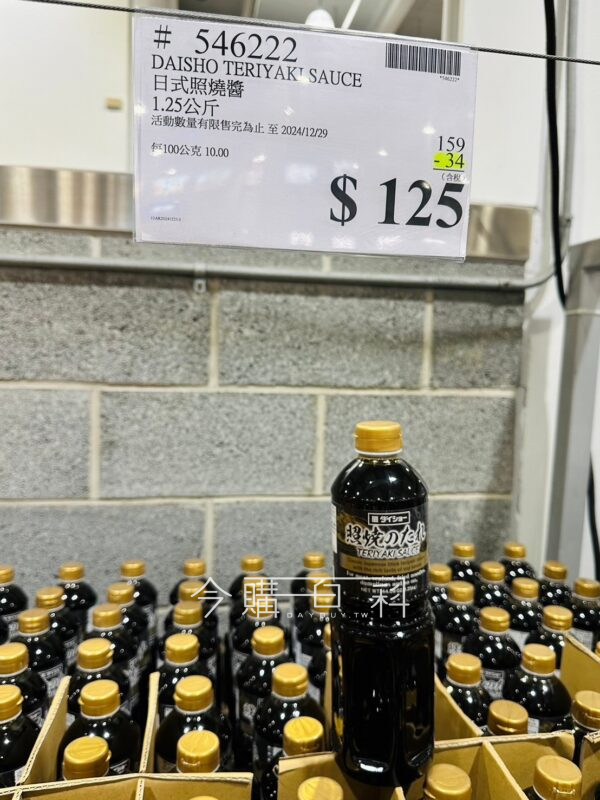 # 546222
DAISHO TERIYAKI SAUCE
日式照燒醬
1.25公斤
活動數量有限售完為止 至 2024/12/29
每100公克 10.00
*546222*
159
- 34
(含稅)
$ 125
ダイショー
照焼のたれ
TERIYAKI SAUCE
今購百科
DAYBUY.TW